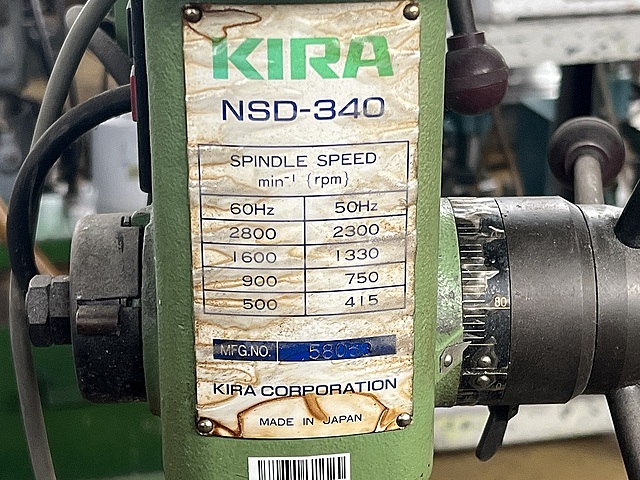 KIRA
NSD-340
SPINDLE SPEED
min⁻¹ {rpm}
60Hz 50Hz
2800 2300
1600 1330
900 750
500 415
MFG.NO.
KIRA CORPORATION
MADE IN JAPAN
80